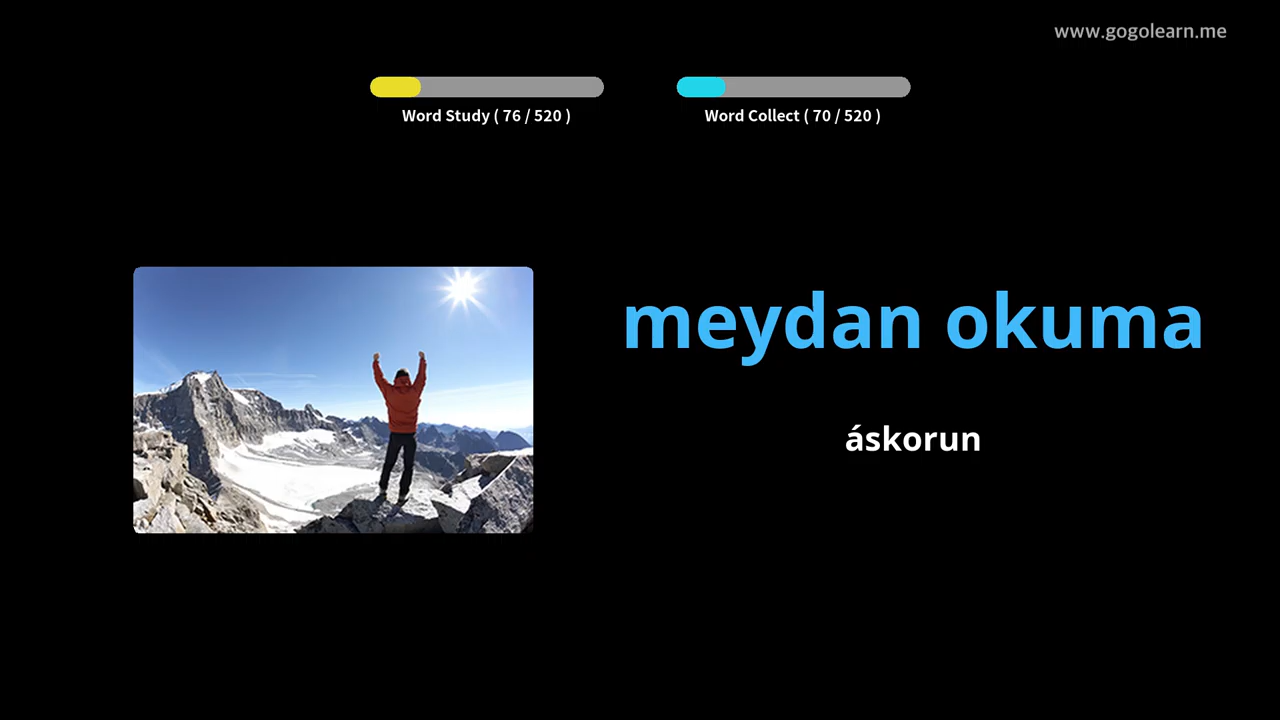 www.gogolearn.me
Word Study ( 76 / 520 )
Word Collect ( 70 / 520 )
meydan okuma
áskorun